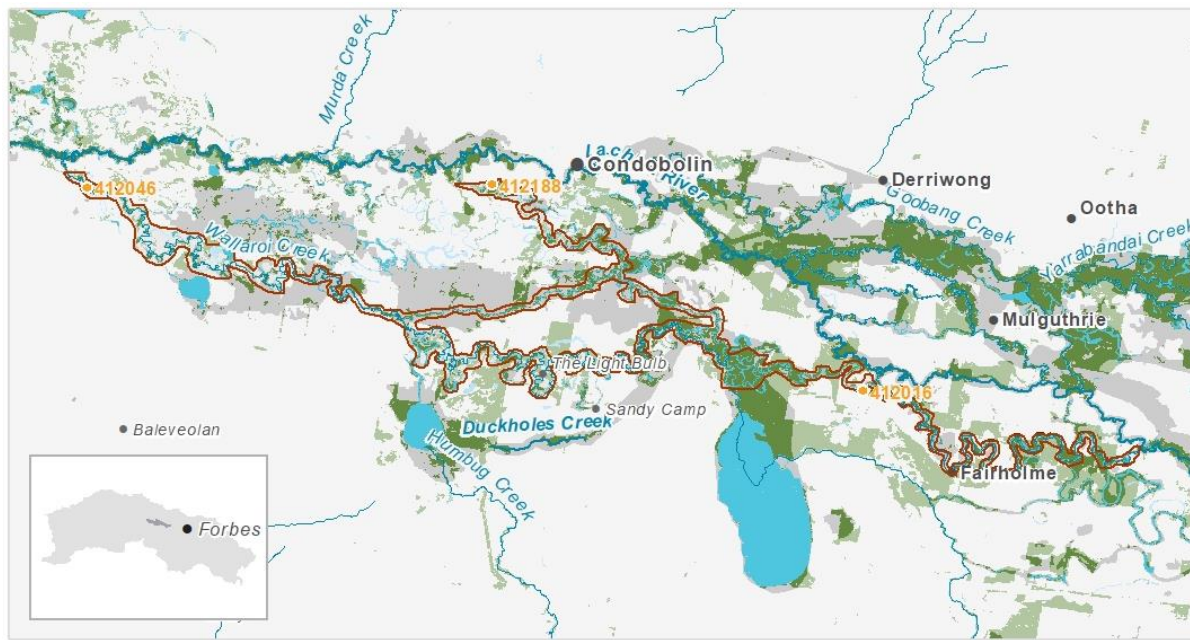 Murda Creek
Lachlan River
Condobolin
412046
412188
Derriwong
Goobang Creek
Ootha
Yarrabandai Creek
Wallaroi Creek
Mulguthrie
The Light Bulb
412016
Sandy Camp
Duckholes Creek
Baleveolan
Humbug Creek
Fairholme
Forbes